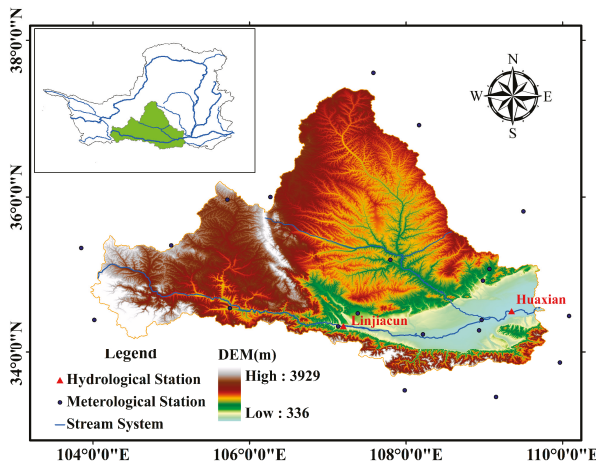 38°0'0"N
36°0'0"N
34°0'0"N
N
W E
S
Huaxian
Linjiacun
Legend
Hydrological Station
Meterological Station
Stream System
DEM(m)
High : 3929
Low : 336
104°0'0"E
106°0'0"E
108°0'0"E
110°0'0"E